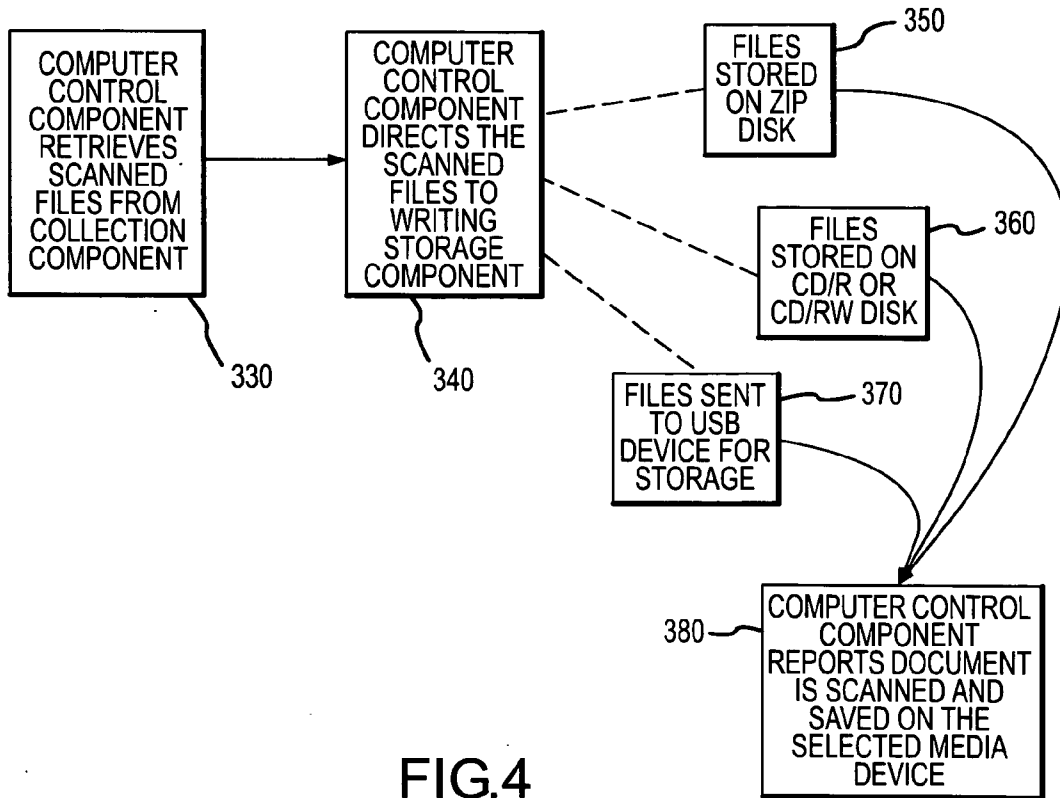 COMPUTER
CONTROL
COMPONENT
RETRIEVES
SCANNED
FILES FROM
COLLECTION
COMPONENT
330
COMPUTER
CONTROL
COMPONENT
DIRECTS THE
SCANNED
FILES TO
WRITING
STORAGE
COMPONENT
340
FILES
STORED
ON ZIP
DISK
350
FILES
STORED ON
CD/R OR
CD/RW DISK
360
FILES SENT
TO USB
DEVICE FOR
STORAGE
370
COMPUTER CONTROL
COMPONENT
REPORTS DOCUMENT
IS SCANNED AND
SAVED ON THE
SELECTED MEDIA
DEVICE
380
FIG.4